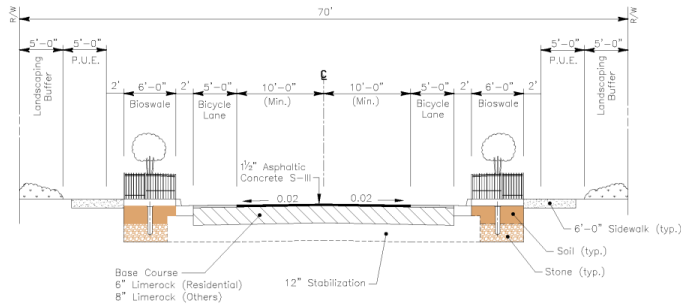 R/W
70'
R/W
5'-0"
5'-0"
5'-0"
5'-0"
Landscaping
Buffer
P.U.E.
2'
6'-0"
2'
5'-0"
10'-0"
℄
10'-0"
5'-0"
2'
6'-0"
2'
P.U.E.
Landscaping
Buffer
Bioswale
Bicycle
Lane
(Min.)
(Min.)
Bicycle
Lane
Bioswale
1½" Asphaltic
Concrete S-III
0.02
0.02
6'-0" Sidewalk (typ.)
Soil (typ.)
Stone (typ.)
Base Course
6" Limerock (Residential)
8" Limerock (Others)
12" Stabilization